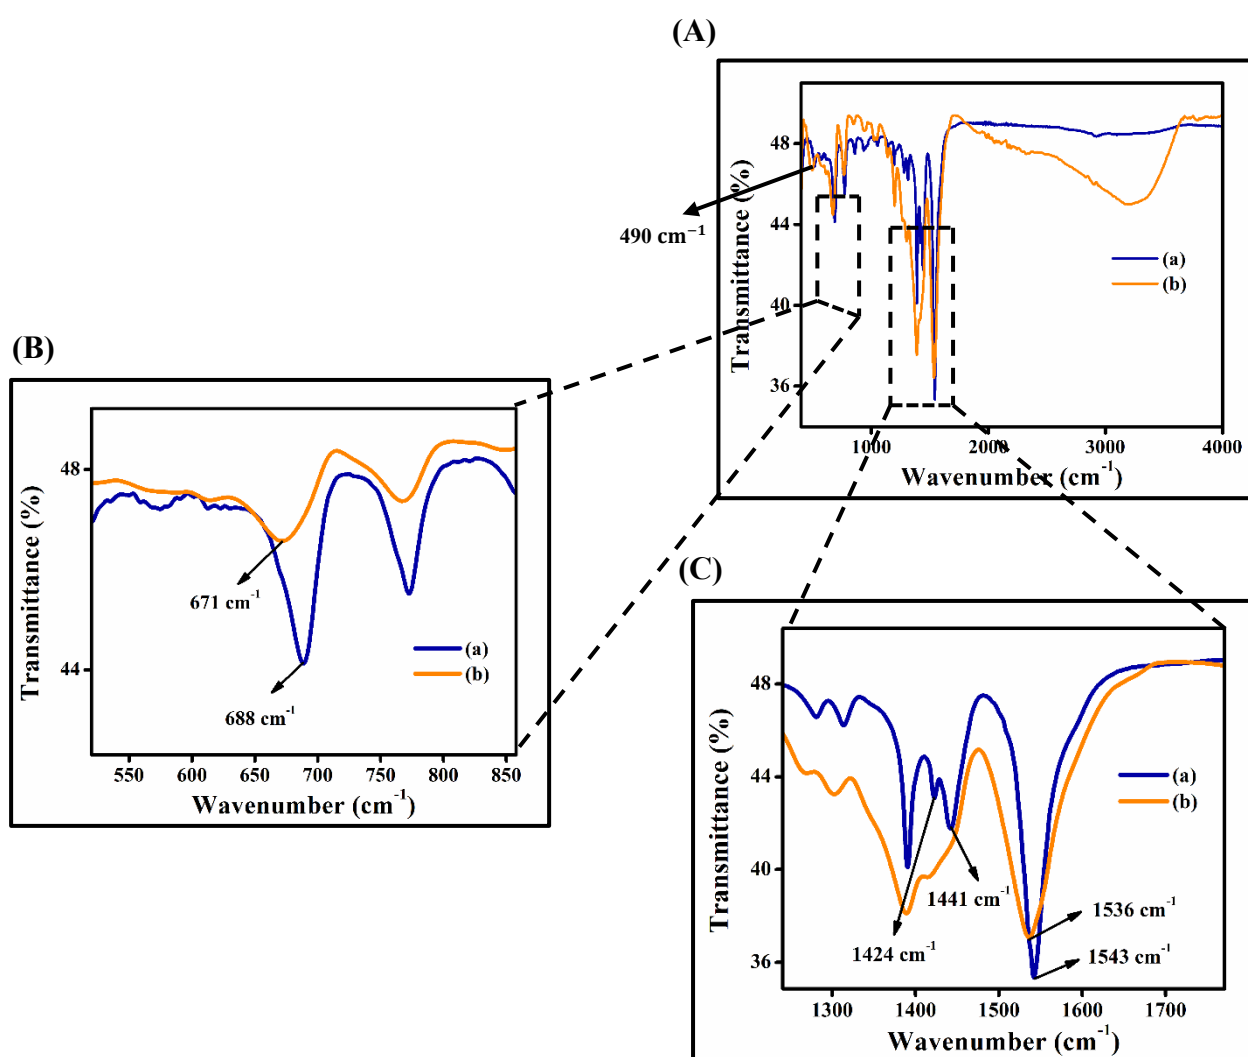 (A)
Transmittance (%)
48
44
40
36
1000
2000
3000
4000
Wavenumber (cm⁻¹)
(a)
(b)
490 cm⁻¹
(B)
Transmittance (%)
48
44
550
600
650
700
750
800
850
Wavenumber (cm⁻¹)
671 cm⁻¹
688 cm⁻¹
(a)
(b)
(C)
Transmittance (%)
48
44
40
36
1300
1400
1500
1600
1700
Wavenumber (cm⁻¹)
(a)
(b)
1441 cm⁻¹
1424 cm⁻¹
1536 cm⁻¹
1543 cm⁻¹